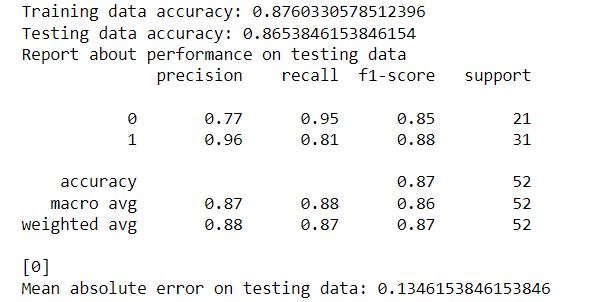 Training data accuracy: 0.8760330578512396
Testing data accuracy: 0.8653846153846154
Report about performance on testing data
precision recall f1-score support
0 0.77 0.95 0.85 21
1 0.96 0.81 0.88 31
accuracy 0.87 52
macro avg 0.87 0.88 0.86 52
weighted avg 0.88 0.87 0.87 52
[0]
Mean absolute error on testing data: 0.1346153846153846